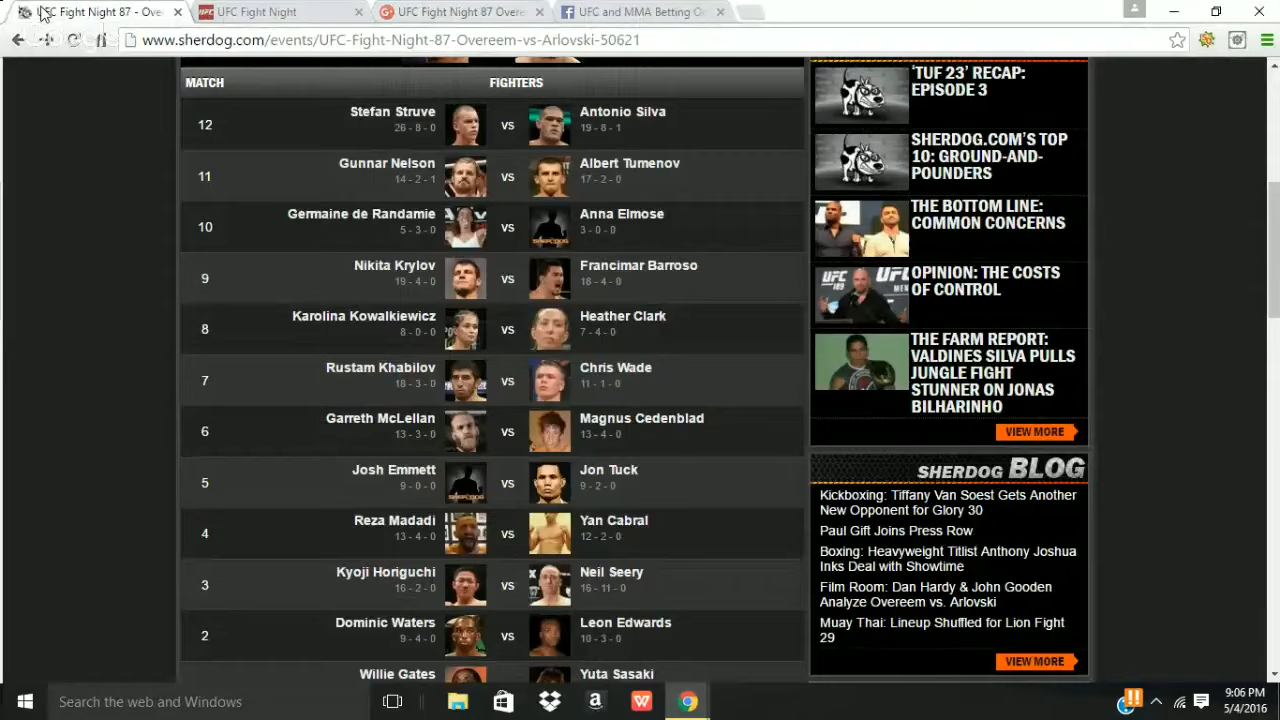 UFC Fight Night 87 - Ove
UFC Fight Night
UFC Fight Night 87 Overe
UFC and MMA Betting O
www.sherdog.com/events/UFC-Fight-Night-87-Overeem-vs-Arlovski-50621
MATCH FIGHTERS
12 Stefan Struve VS Antonio Silva
26 - 8 - 0 19 - 8 - 1
11 Gunnar Nelson VS Albert Tumenov
14 - 2 - 1 17 - 2 - 0
10 Germaine de Randamie VS Anna Elmose
5 - 3 - 0 3 - 0 - 0
9 Nikita Krylov VS Francimar Barroso
19 - 4 - 0 18 - 4 - 0
8 Karolina Kowalkiewicz VS Heather Clark
8 - 0 - 0 7 - 4 - 0
7 Rustam Khabilov VS Chris Wade
18 - 3 - 0 11 - 1 - 0
6 Garreth McLellan VS Magnus Cedenblad
13 - 3 - 0 13 - 4 - 0
5 Josh Emmett VS Jon Tuck
9 - 0 - 0 9 - 2 - 0
4 Reza Madadi VS Yan Cabral
13 - 4 - 0 12 - 2 - 0
3 Kyoji Horiguchi VS Neil Seery
16 - 2 - 0 16 - 11 - 0
2 Dominic Waters VS Leon Edwards
9 - 4 - 0 10 - 3 - 0
Willie Gates Yuta Sasaki
'TUF 23' RECAP:
EPISODE 3
SHERDOG.COM'S TOP
10: GROUND-AND-
POUNDERS
THE BOTTOM LINE:
COMMON CONCERNS
OPINION: THE COSTS
OF CONTROL
THE FARM REPORT:
VALDINES SILVA PULLS
JUNGLE FIGHT
STUNNER ON JONAS
BILHARINHO
VIEW MORE
SHERDOG BLOG
Kickboxing: Tiffany Van Soest Gets Another
New Opponent for Glory 30
Paul Gift Joins Press Row
Boxing: Heavyweight Titlist Anthony Joshua
Inks Deal with Showtime
Film Room: Dan Hardy & John Gooden
Analyze Overeem vs. Arlovski
Muay Thai: Lineup Shuffled for Lion Fight
29
VIEW MORE
Search the web and Windows
9:06 PM
5/4/2016